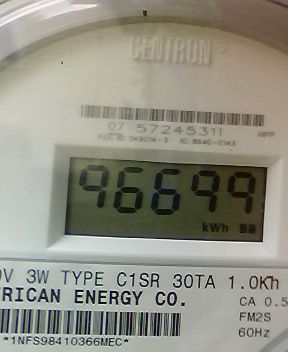 CENTRON®
07 57245311
96699
kWh
0V 3W TYPE C1SR 30TA 1.0Kh
RICAN ENERGY CO.
CA 0.5
FM2S
60Hz
*1NFS98410366MEC*